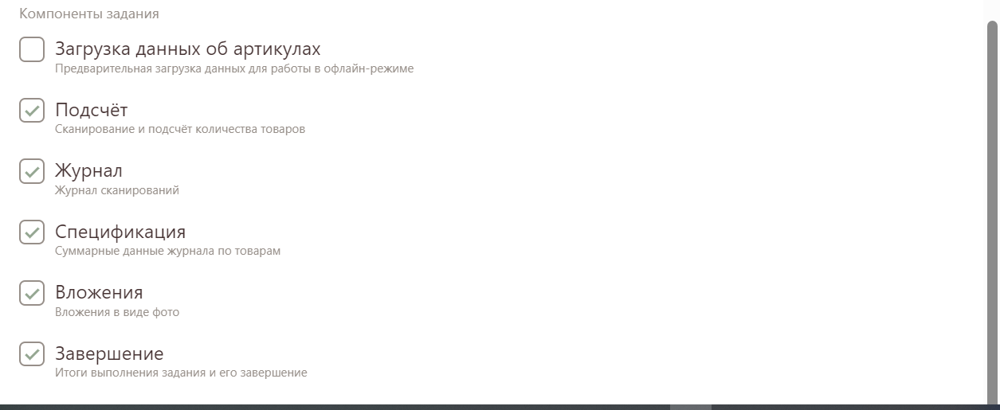 Компоненты задания
Загрузка данных об артикулах
Предварительная загрузка данных для работы в офлайн-режиме
Подсчёт
Сканирование и подсчёт количества товаров
Журнал
Журнал сканирований
Спецификация
Суммарные данные журнала по товарам
Вложения
Вложения в виде фото
Завершение
Итоги выполнения задания и его завершение